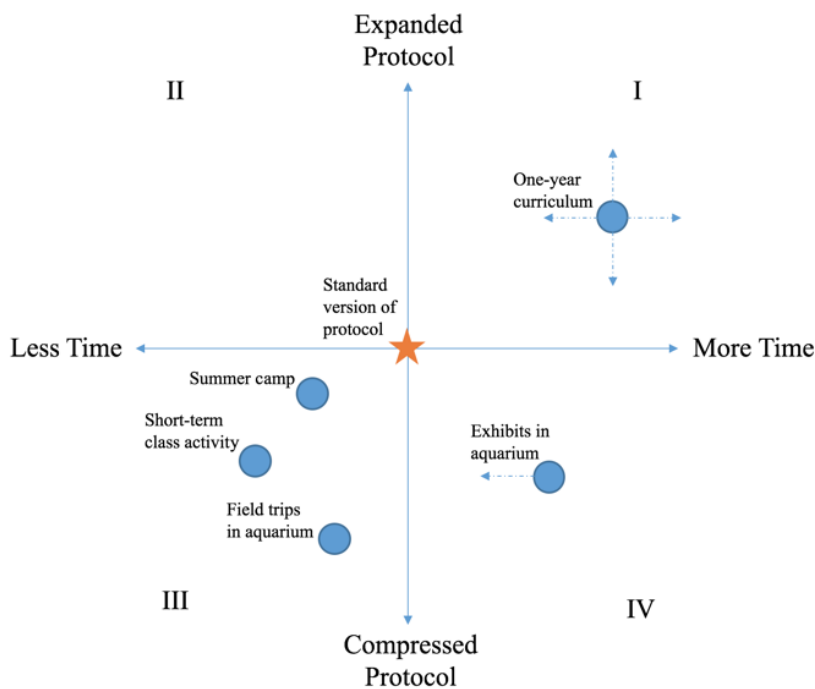 Expanded
Protocol
II
I
One-year
curriculum
Standard
version of
protocol
Less Time
More Time
Summer camp
Short-term
class activity
Exhibits in
aquarium
Field trips
in aquarium
III
IV
Compressed
Protocol